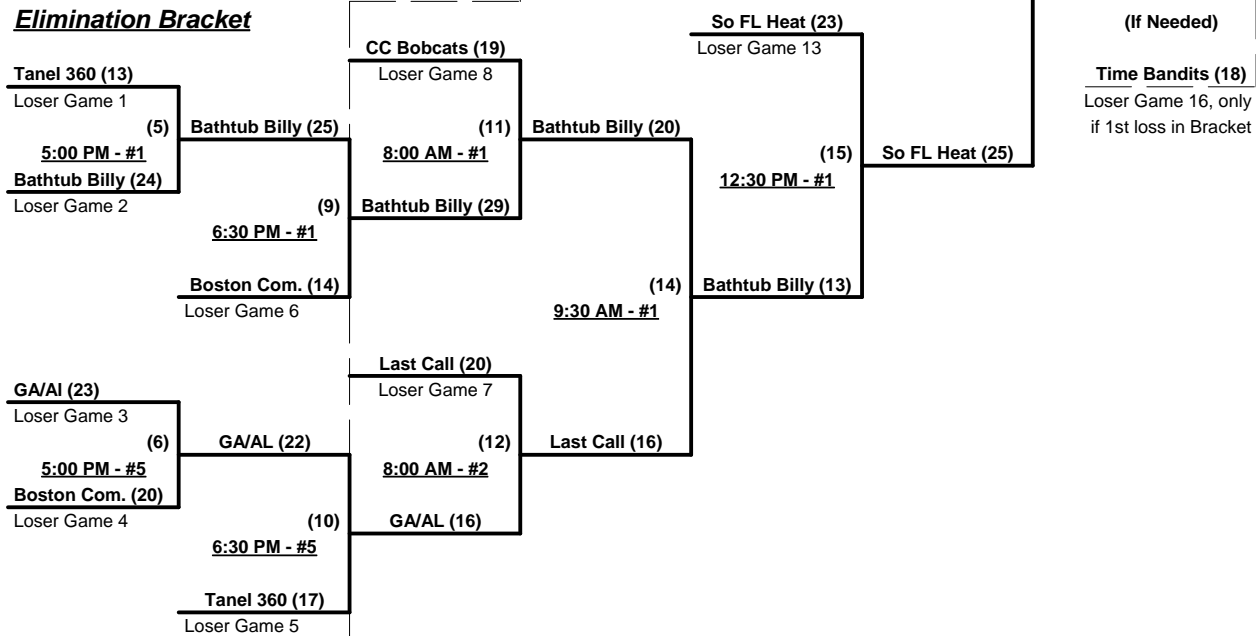 Elimination Bracket
So FL Heat (23)
(If Needed)
CC Bobcats (19)
Loser Game 13
Tanel 360 (13)
Loser Game 8
Time Bandits (18)
Loser Game 1
Loser Game 16, only
(5)
Bathtub Billy (25)
(11)
Bathtub Billy (20)
if 1st loss in Bracket
5:00 PM - #1
8:00 AM - #1
(15)
So FL Heat (25)
Bathtub Billy (24)
12:30 PM - #1
Loser Game 2
(9)
Bathtub Billy (29)
6:30 PM - #1
Boston Com. (14)
(14)
Bathtub Billy (13)
Loser Game 6
9:30 AM - #1
Last Call (20)
GA/Al (23)
Loser Game 7
Loser Game 3
(6)
GA/AL (22)
(12)
Last Call (16)
5:00 PM - #5
8:00 AM - #2
Boston Com. (20)
Loser Game 4
(10)
GA/AL (16)
6:30 PM - #5
Tanel 360 (17)
Loser Game 5